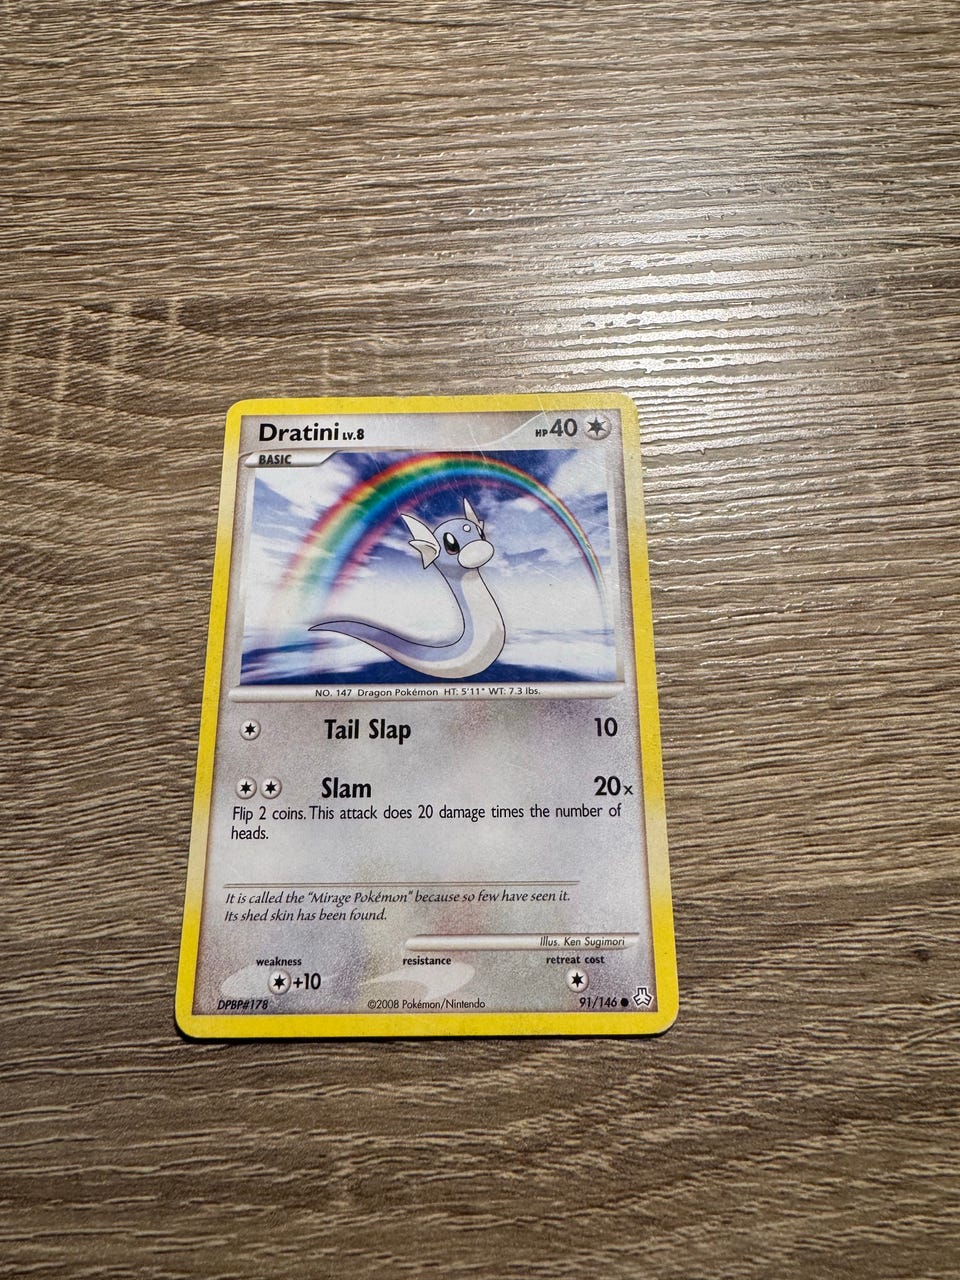 Dratini LV.8 HP 40
BASIC
NO. 147 Dragon Pokémon HT: 5'11" WT: 7.3 lbs.
Tail Slap 10
Slam 20x
Flip 2 coins. This attack does 20 damage times the number of
heads.
It is called the "Mirage Pokémon" because so few have seen it.
Its shed skin has been found.
Illus. Ken Sugimori
weakness resistance retreat cost
+10
DPBP#178 ©2008 Pokémon/Nintendo 91/146